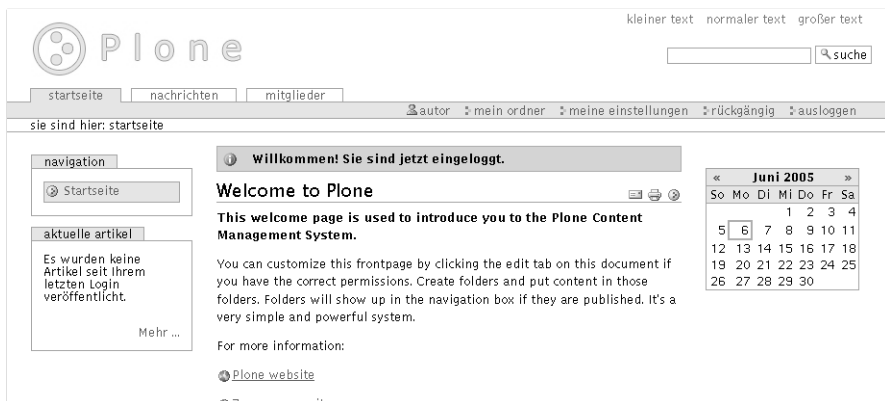 kleiner text normaler text großer text
Plone
suche
startseite nachrichten mitglieder
autor mein ordner meine einstellungen rückgängig ausloggen
sie sind hier: startseite
navigation
Startseite
aktuelle artikel
Es wurden keine
Artikel seit Ihrem
letzten Login
veröffentlicht.
Mehr ...
Willkommen! Sie sind jetzt eingeloggt.
Welcome to Plone
This welcome page is used to introduce you to the Plone Content
Management System.
You can customize this frontpage by clicking the edit tab on this document if
you have the correct permissions. Create folders and put content in those
folders. Folders will show up in the navigation box if they are published. It's a
very simple and powerful system.
For more information:
Plone website
« Juni 2005 »
So Mo Di Mi Do Fr Sa
1 2 3 4
5 6 7 8 9 10 11
12 13 14 15 16 17 18
19 20 21 22 23 24 25
26 27 28 29 30